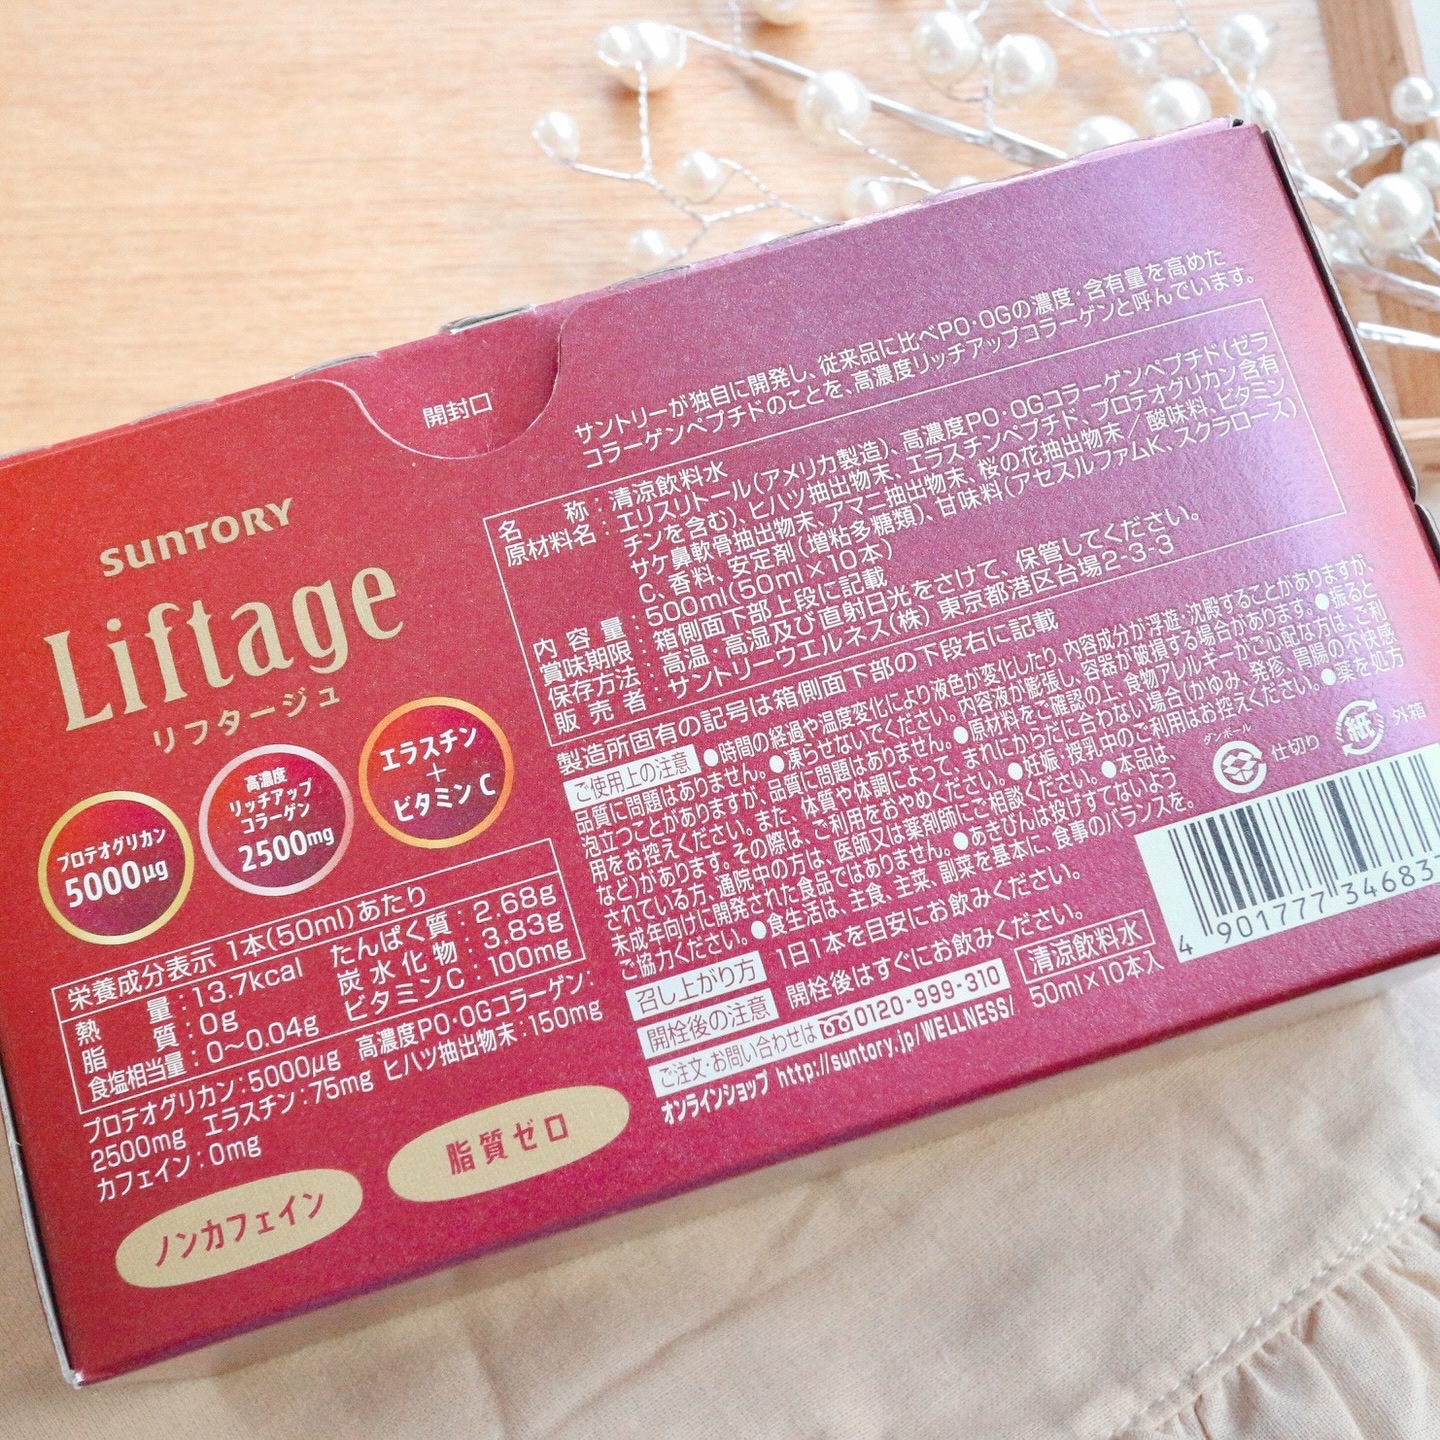 開封口
SUNTORY
Liftage
リフタージュ
プロテオグリカン
5000μg
高濃度
リッチアップ
コラーゲン
2500mg
エラスチン
+
ビタミンC
栄養成分表示 1本(50ml)あたり
熱量:13.7kcal たんぱく質:2.68g
脂質:0g 炭水化物:3.83g
食塩相当量:0〜0.04g ビタミンC:100mg
プロテオグリカン:5000μg 高濃度PO・OGコラーゲン:
2500mg エラスチン:75mg ヒハツ抽出物末:150mg
カフェイン:0mg
ノンカフェイン
脂質ゼロ
サントリーが独自に開発し、従来品に比べPO・OGの濃度・含有量を高めた
コラーゲンペプチドのことを、高濃度リッチアップコラーゲンと呼んでいます。
名称:清涼飲料水
原材料名:エリスリトール(アメリカ製造)、高濃度PO・OGコラーゲンペプチド(ゼラ
チンを含む)、ヒハツ抽出物末、エラスチンペプチド、プロテオグリカン含有
サケ鼻軟骨抽出物末、アマニ抽出物末、桜の花抽出物末/酸味料、ビタミン
C、香料、安定剤(増粘多糖類)、甘味料(アセスルファムK、スクラロース)
内容量:500ml(50ml×10本)
賞味期限:箱側面下部上段に記載
保存方法:高温・高湿及び直射日光をさけて、保管してください。
販売者:サントリーウエルネス(株) 東京都港区台場2-3-3
製造所固有の記号は箱側面下部の下段右に記載
ご使用上の注意 ●時間の経過や温度変化により液色が変化したり、内容成分が浮遊・沈殿することがありますが、
品質に問題はありません。●凍らせないでください。内容液が膨張し、容器が破損する場合があります。●振ると
泡立つことがありますが、品質に問題はありません。●原材料をご確認の上、食物アレルギーがご心配な方は、ご利
用をお控えください。また、体質や体調によって、まれにからだに合わない場合(かゆみ、発疹、胃腸の不快感
など)があります。その際は、ご利用をおやめください。●妊娠・授乳中のご利用はお控えください。●薬を処方
されている方、通院中の方は、医師又は薬剤師にご相談ください。●本品は、
未成年向けに開発された食品ではありません。●あきびんは投げすてないよう
ご協力ください。●食生活は、主食、主菜、副菜を基本に、食事のバランスを。
召し上がり方 1日1本を目安にお飲みください。
開栓後の注意 開栓後はすぐにお飲みください。
ご注文・お問い合わせは 0120-999-310
オンラインショップ http://suntory.jp/WELLNESS/
清涼飲料水
50ml×10本入
ダンボール
仕切り
紙
外箱
4 901777 34683